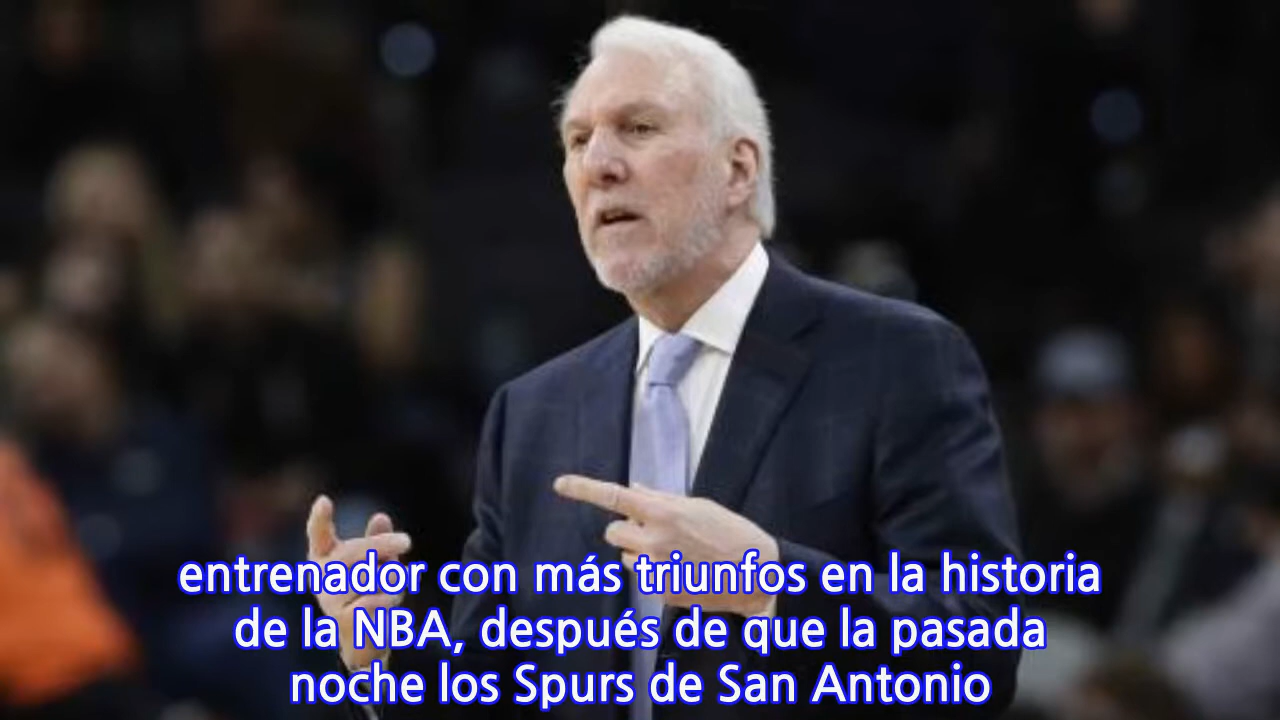 entrenador con más triunfos en la historia
de la NBA, después de que la pasada
noche los Spurs de San Antonio